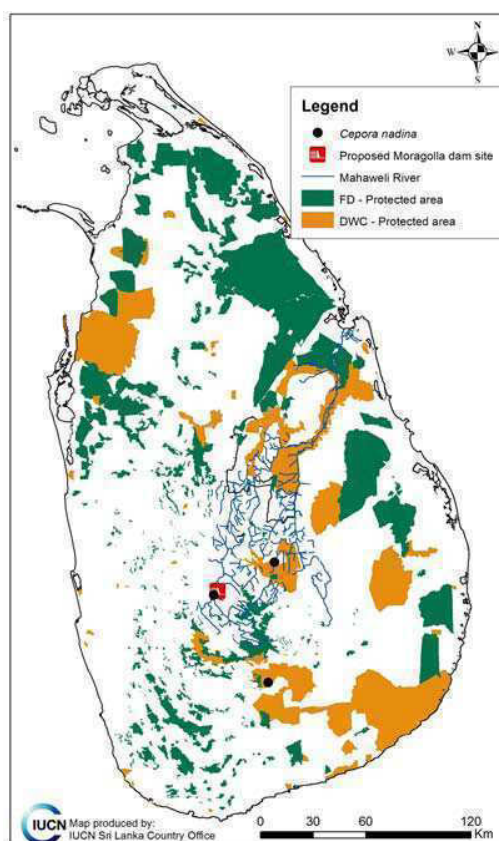 N
W E
S
Legend
Cepora nadina
Proposed Moragolla dam site
Mahaweli River
FD - Protected area
DWC - Protected area
IUCN
Map produced by:
IUCN Sri Lanka Country Office
0 30 60 120
Km